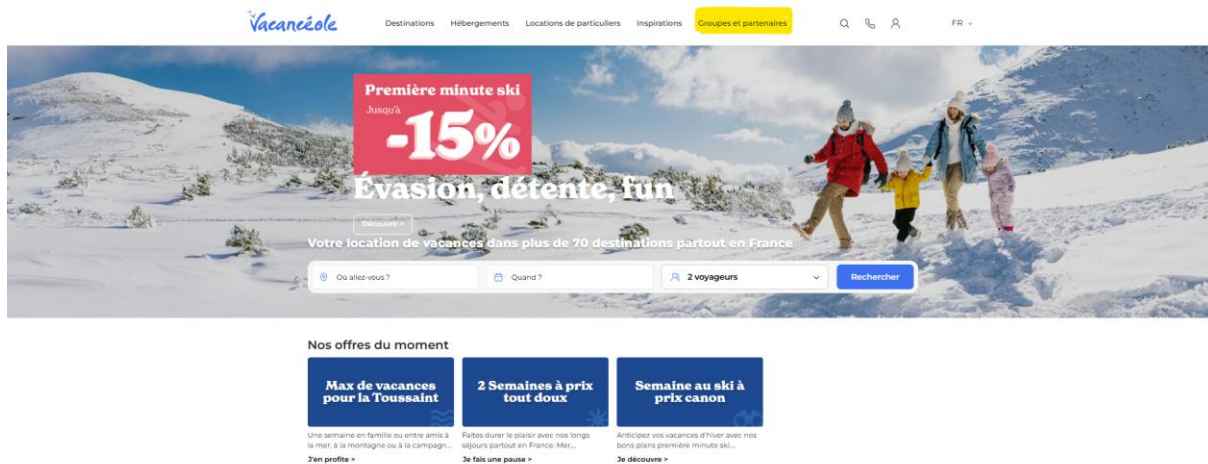 Vacancéole
Destinations Hébergements Locations de particuliers Inspirations Groupes et partenaires FR
Première minute ski
Jusqu'à
-15%
Évasion, détente, fun
Découvrir >
Votre location de vacances dans plus de 70 destinations partout en France
Où allez-vous ? Quand ? 2 voyageurs Rechercher
Nos offres du moment
Max de vacances
pour la Toussaint
2 Semaines à prix
tout doux
Semaine au ski à
prix canon
Une semaine en famille ou entre amis à
la mer, à la montagne ou à la campagn...
J'en profite >
Faites durer le plaisir avec nos longs
séjours partout en France. Mer,...
Je fais une pause >
Anticipez vos vacances d'hiver avec nos
bons plans première minute ski....
Je découvre >